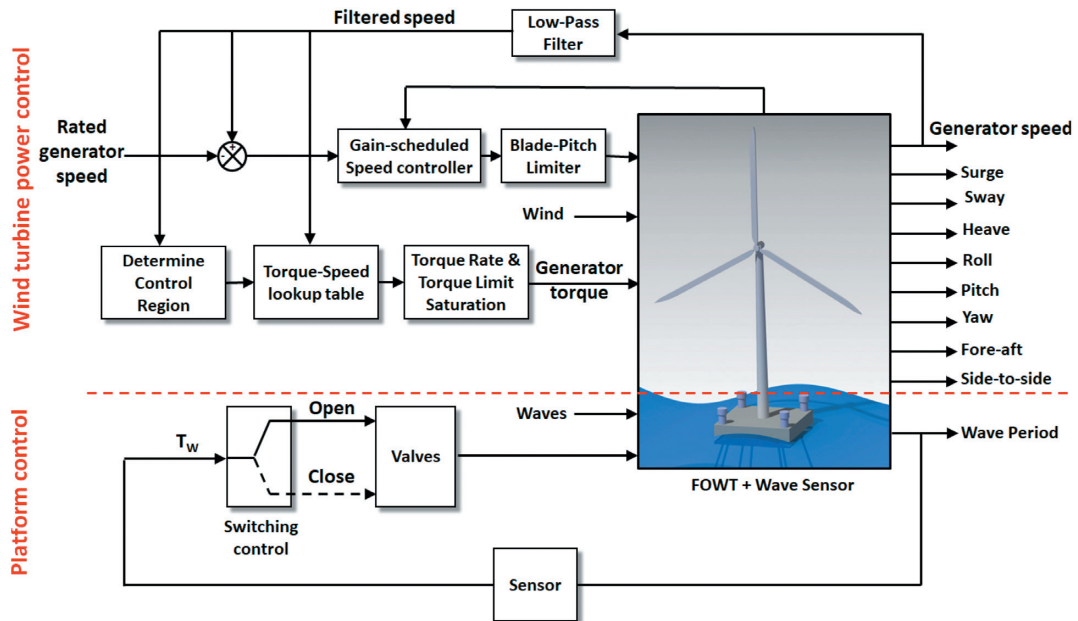 Wind turbine power control
Platform control
Filtered speed
Low-Pass
Filter
Rated
generator
speed
+
-
Gain-scheduled
Speed controller
Blade-Pitch
Limiter
Wind
Determine
Control
Region
Torque-Speed
lookup table
Torque Rate &
Torque Limit
Saturation
Generator
torque
Generator speed
Surge
Sway
Heave
Roll
Pitch
Yaw
Fore-aft
Side-to-side
Waves
Wave Period
TW
Open
Close
Valves
Switching
control
FOWT + Wave Sensor
Sensor